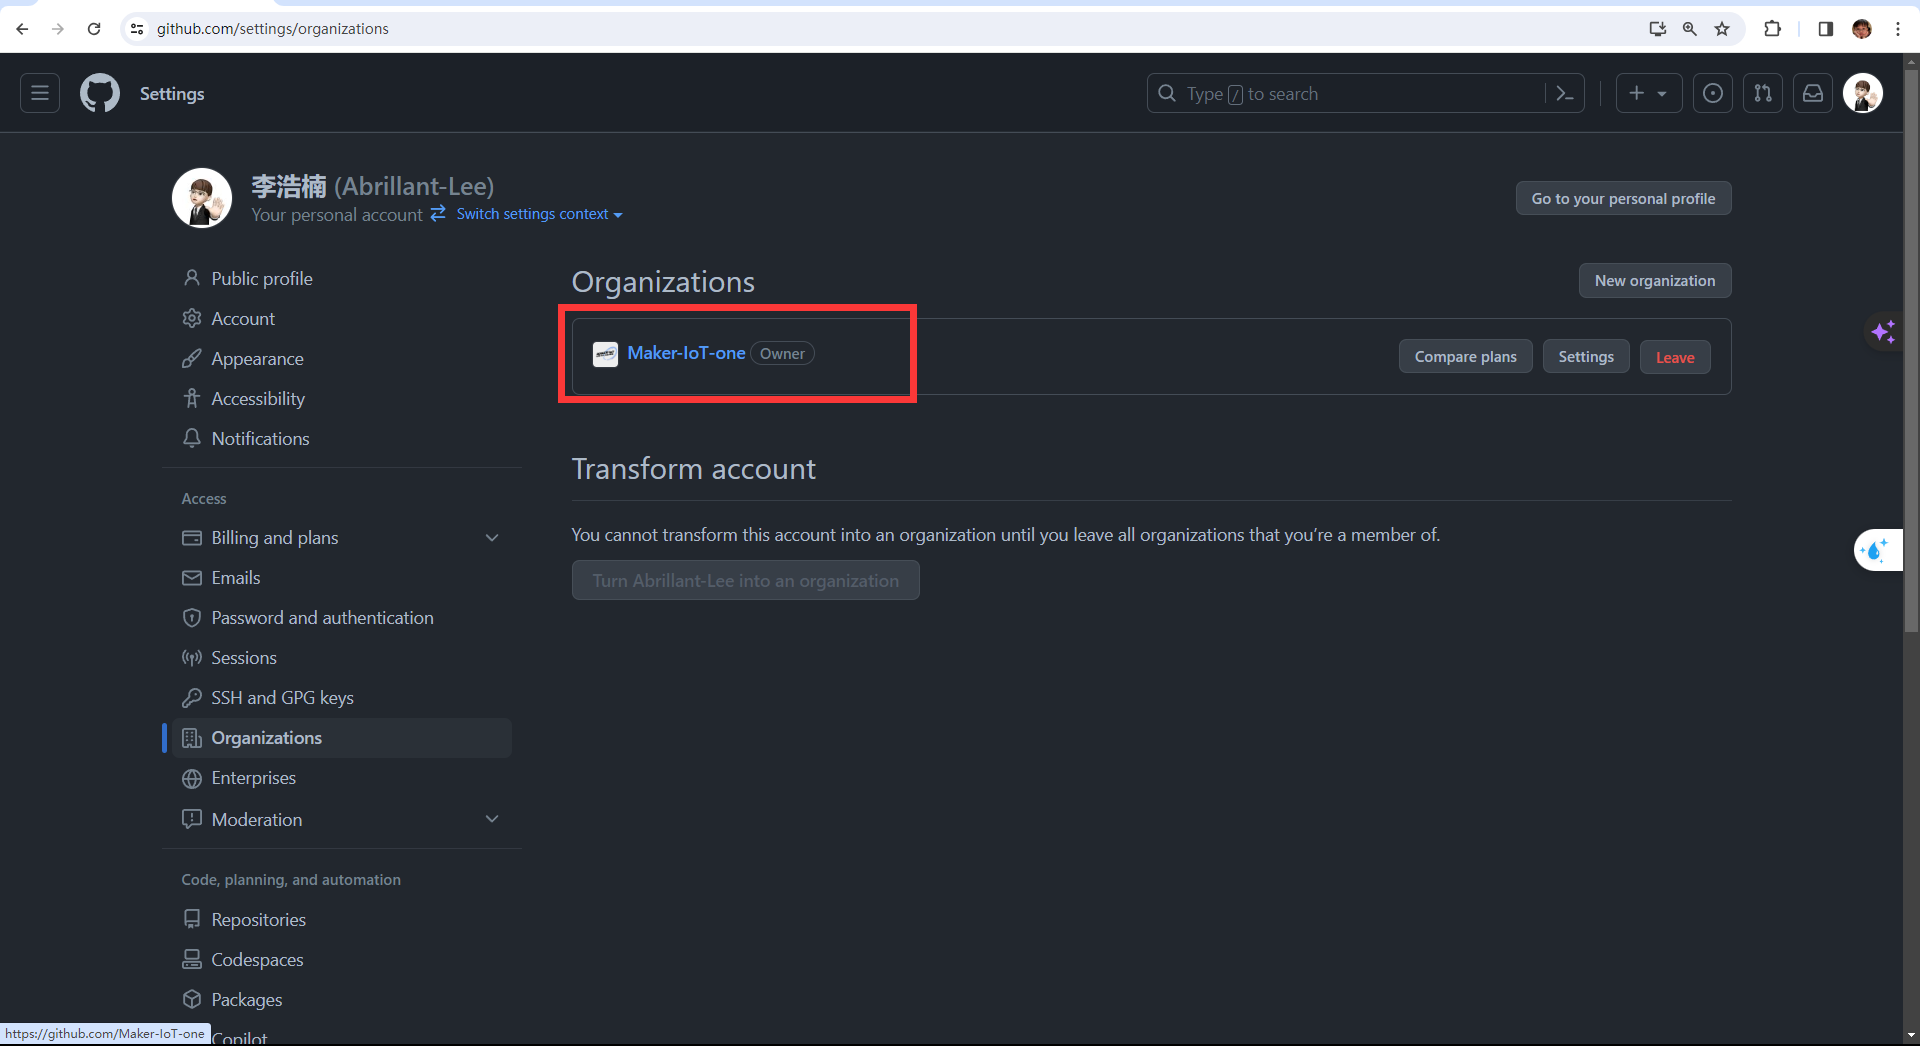 github.com/settings/organizations
Settings
Type / to search
李浩楠 (Abrillant-Lee)
Your personal account Switch settings context
Go to your personal profile
Public profile
Account
Appearance
Accessibility
Notifications
Access
Billing and plans
Emails
Password and authentication
Sessions
SSH and GPG keys
Organizations
Enterprises
Moderation
Code, planning, and automation
Repositories
Codespaces
Packages
Copilot
Organizations
New organization
Maker-IoT-one Owner
Compare plans Settings Leave
Transform account
You cannot transform this account into an organization until you leave all organizations that you’re a member of.
Turn Abrillant-Lee into an organization
https://github.com/Maker-IoT-one